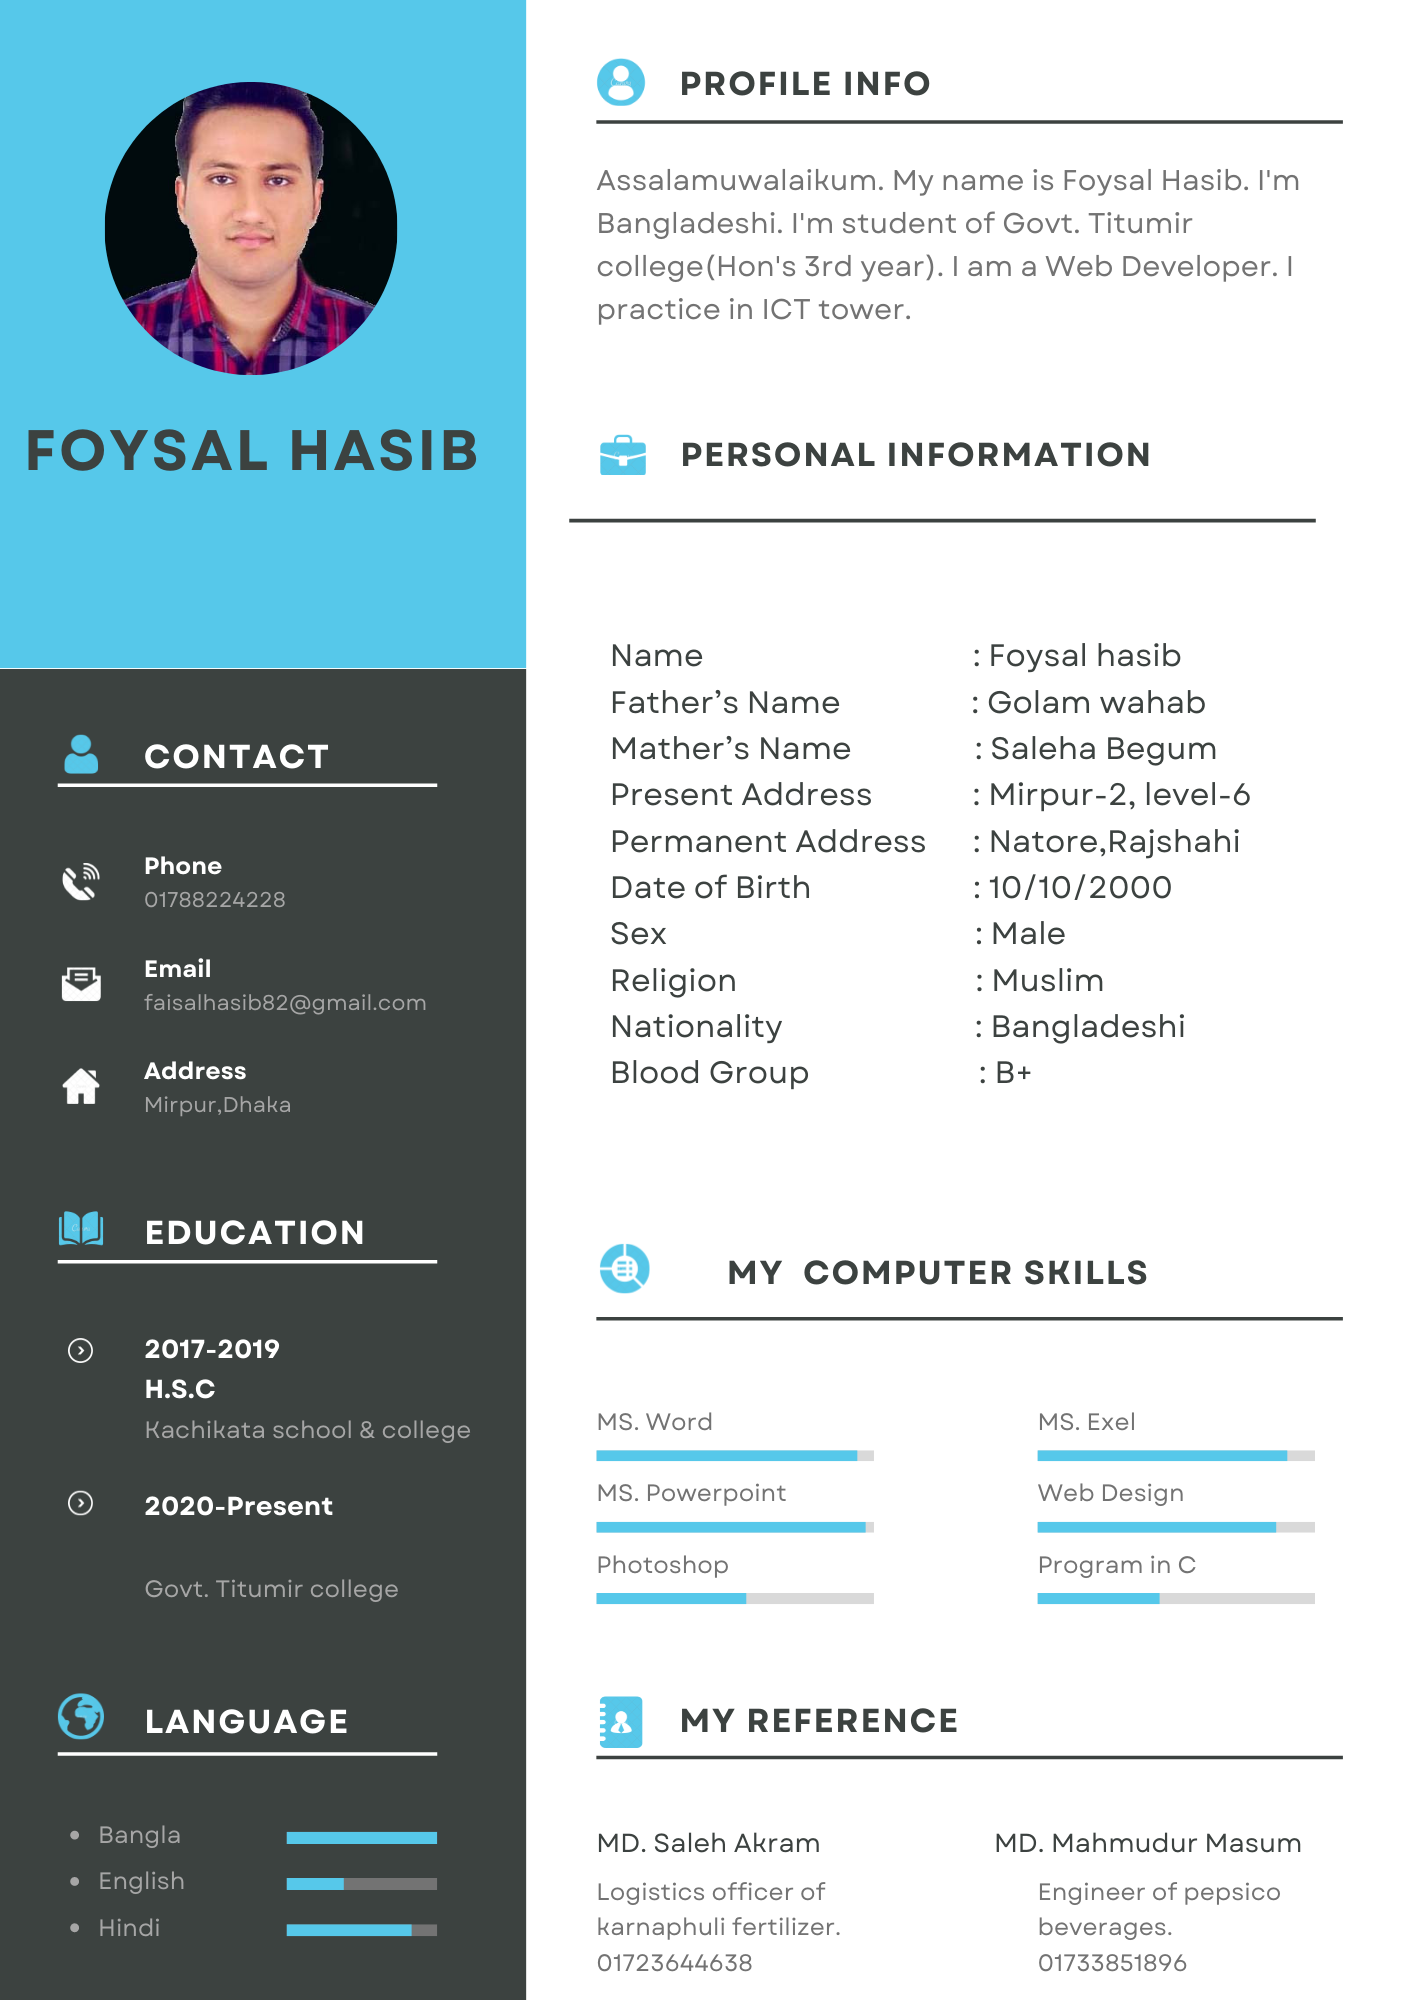 FOYSAL HASIB
CONTACT
Phone
01788224228
Email
faisalhasib82@gmail.com
Address
Mirpur,Dhaka
EDUCATION
2017-2019
H.S.C
Kachikata school & college
2020-Present
Govt. Titumir college
LANGUAGE
• Bangla
• English
• Hindi
PROFILE INFO
Assalamuwalaikum. My name is Foysal Hasib. I'm
Bangladeshi. I'm student of Govt. Titumir
college(Hon's 3rd year). I am a Web Developer. I
practice in ICT tower.
PERSONAL INFORMATION
Name : Foysal hasib
Father’s Name : Golam wahab
Mather’s Name : Saleha Begum
Present Address : Mirpur-2, level-6
Permanent Address : Natore,Rajshahi
Date of Birth : 10/10/2000
Sex : Male
Religion : Muslim
Nationality : Bangladeshi
Blood Group : B+
MY COMPUTER SKILLS
MS. Word
MS. Exel
MS. Powerpoint
Web Design
Photoshop
Program in C
MY REFERENCE
MD. Saleh Akram
Logistics officer of
karnaphuli fertilizer.
01723644638
MD. Mahmudur Masum
Engineer of pepsico
beverages.
01733851896